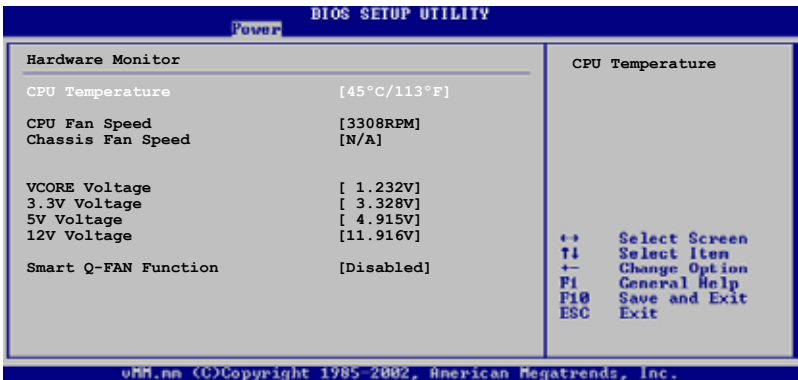 BIOS SETUP UTILITY
Power
Hardware Monitor
CPU Temperature [45°C/113°F]
CPU Fan Speed [3308RPM]
Chassis Fan Speed [N/A]
VCORE Voltage [ 1.232V]
3.3V Voltage [ 3.328V]
5V Voltage [ 4.915V]
12V Voltage [11.916V]
Smart Q-FAN Function [Disabled]
CPU Temperature
←→ Select Screen
↑↓ Select Item
+- Change Option
F1 General Help
F10 Save and Exit
ESC Exit
vMM.mm (C)Copyright 1985-2002, American Megatrends, Inc.